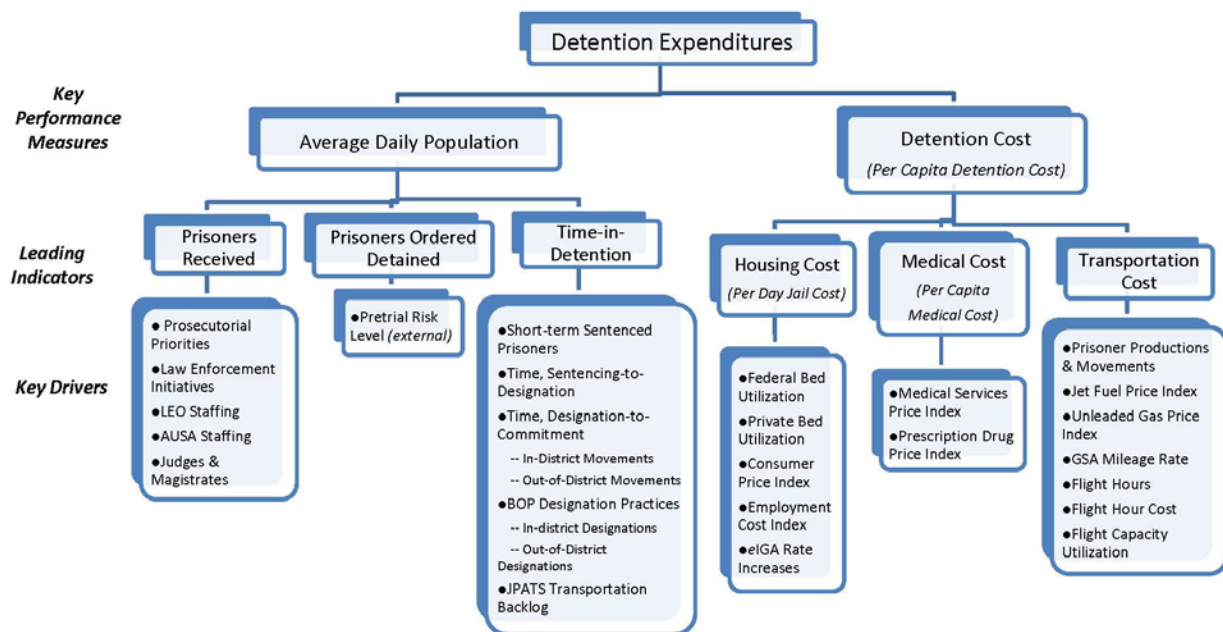 Detention Expenditures
Key
Performance
Measures
Average Daily Population
Detention Cost
(Per Capita Detention Cost)
Leading
Indicators
Prisoners
Received
Prisoners Ordered
Detained
Time-in-
Detention
Housing Cost
(Per Day Jail Cost)
Medical Cost
(Per Capita
Medical Cost)
Transportation
Cost
Key Drivers
● Prosecutorial
Priorities
●Law Enforcement
Initiatives
●LEO Staffing
●AUSA Staffing
●Judges &
Magistrates
●Pretrial Risk
Level (external)
●Short-term Sentenced
Prisoners
●Time, Sentencing-to-
Designation
●Time, Designation-to-
Commitment
-- In-District Movements
-- Out-of-District Movements
●BOP Designation Practices
-- In-district Designations
-- Out-of-District
Designations
●JPATS Transportation
Backlog
●Federal Bed
Utilization
●Private Bed
Utilization
●Consumer
Price Index
●Employment
Cost Index
●eIGA Rate
Increases
●Medical Services
Price Index
●Prescription Drug
Price Index
●Prisoner Productions
& Movements
●Jet Fuel Price Index
●Unleaded Gas Price
Index
●GSA Mileage Rate
●Flight Hours
●Flight Hour Cost
●Flight Capacity
Utilization